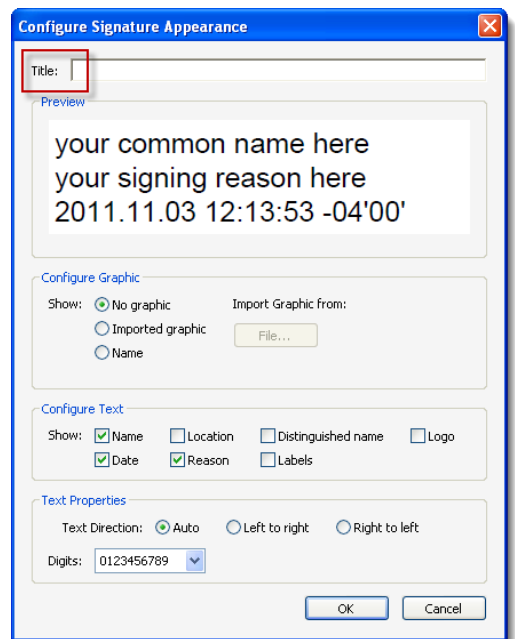 Configure Signature Appearance
Title:
Preview
your common name here
your signing reason here
2011.11.03 12:13:53 -04'00'
Configure Graphic
Show: No graphic Import Graphic from:
Imported graphic File...
Name
Configure Text
Show: Name Location Distinguished name Logo
Date Reason Labels
Text Properties
Text Direction: Auto Left to right Right to left
Digits: 0123456789
OK Cancel